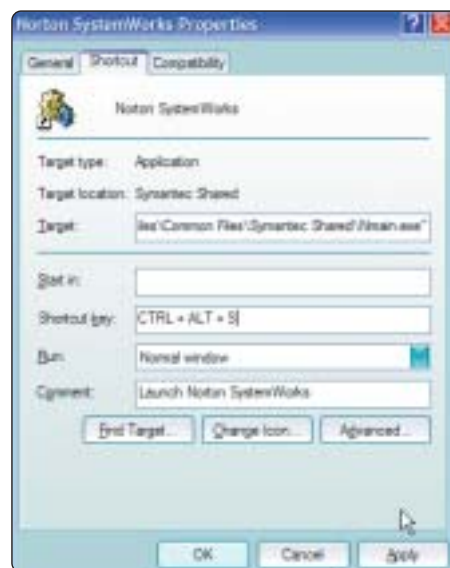 Norton SystemWorks Properties
?
General Shortcut Compatibility
Norton SystemWorks
Target type: Application
Target location: Symantec Shared
Target: iles\Common Files\Symantec Shared\Nmain.exe"
Start in:
Shortcut key: CTRL + ALT + S
Run: Normal window
Comment: Launch Norton SystemWorks
Find Target... Change Icon... Advanced...
OK Cancel Apply